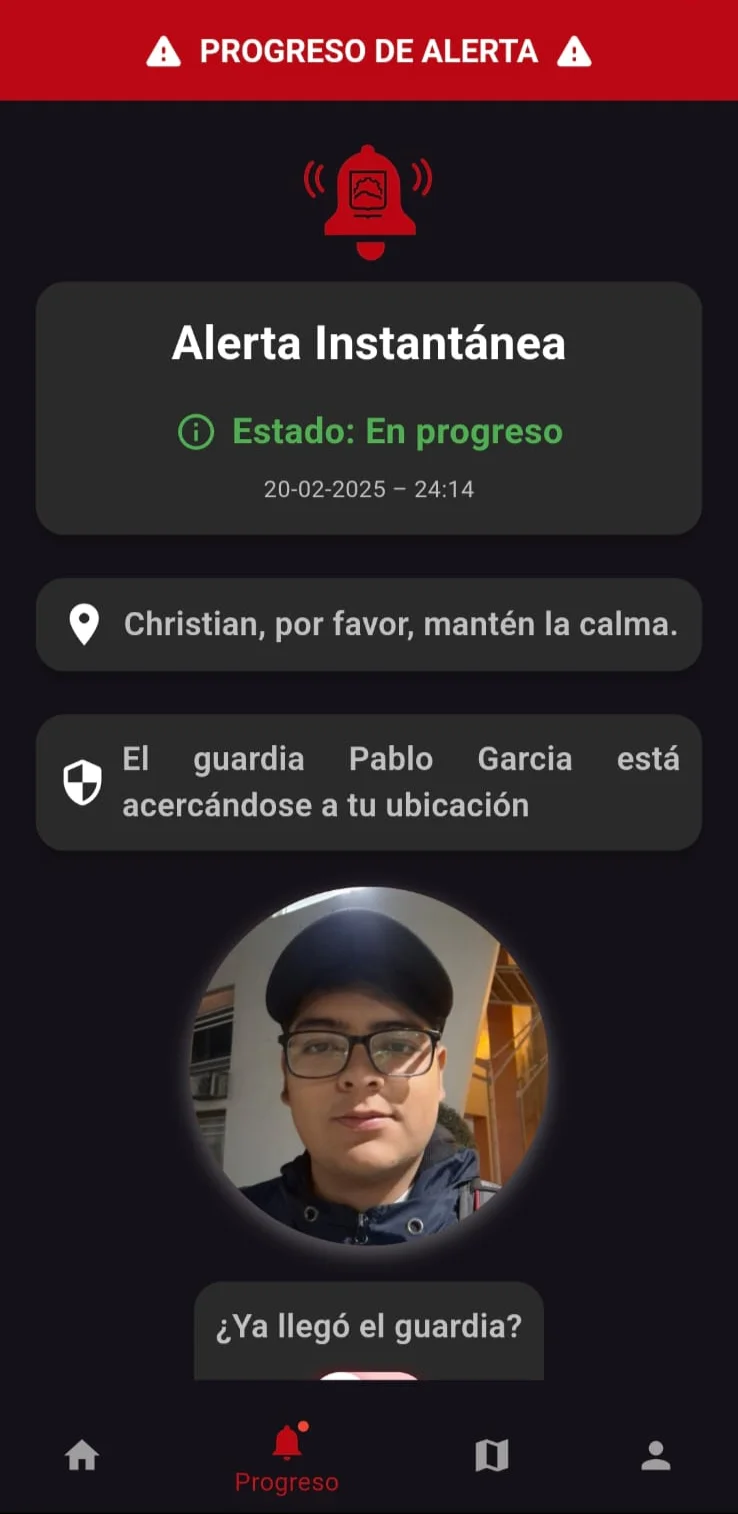 PROGRESO DE ALERTA
Alerta Instantánea
Estado: En progreso
20-02-2025 – 24:14
Christian, por favor, mantén la calma.
El guardia Pablo Garcia está
acercándose a tu ubicación
¿Ya llegó el guardia?
Progreso